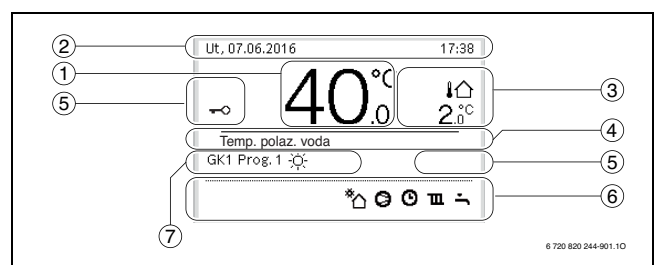 2 Ut, 07.06.2016 17:38
1 40.0 °C
5
3 2.0 °C
4 Temp. polaz. voda
GK1 Prog. 1
5
6
7
6 720 820 244-901.1O